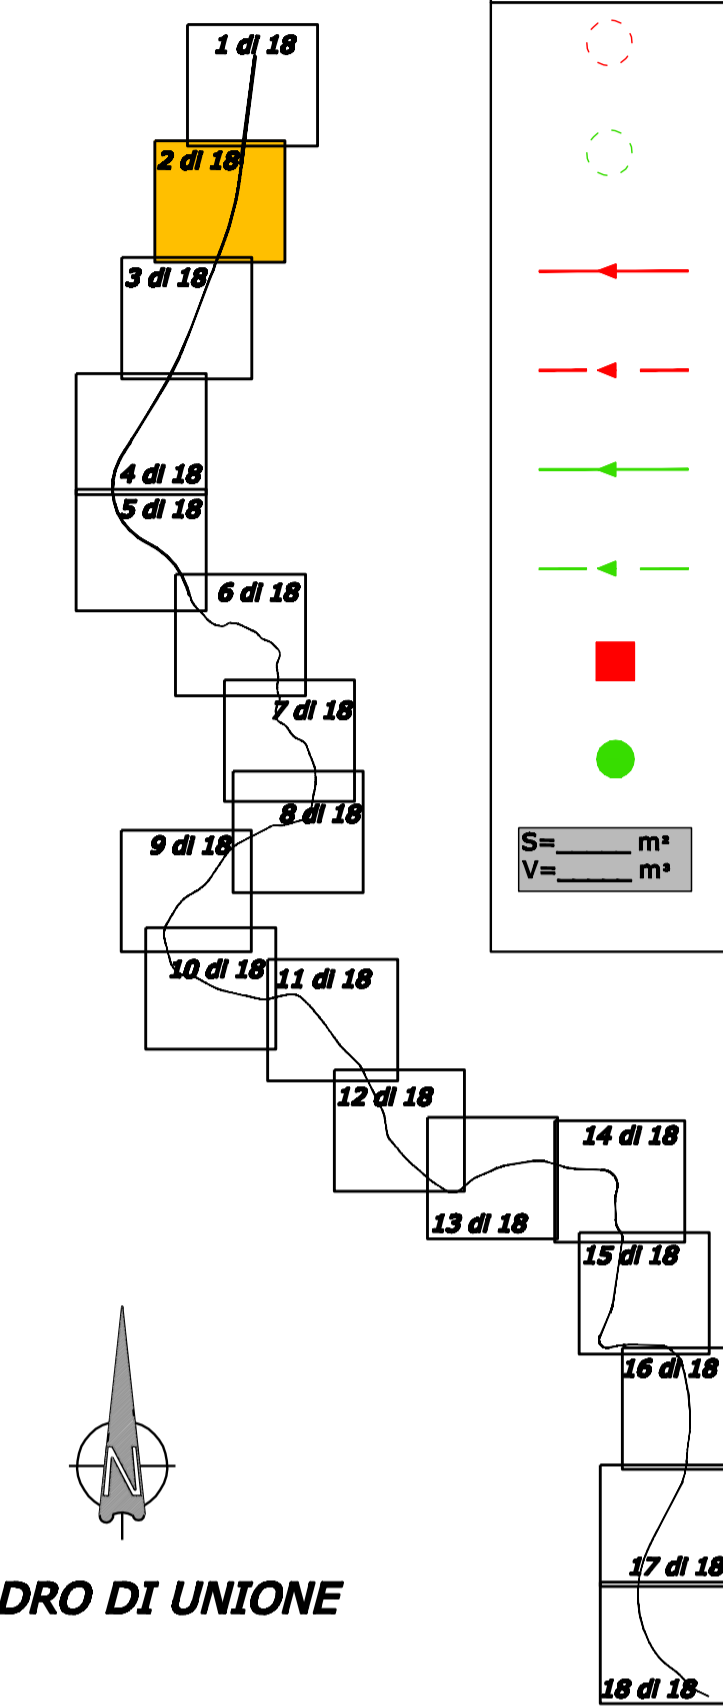 1 di 18
2 di 18
3 di 18
4 di 18
5 di 18
6 di 18
7 di 18
8 di 18
S=______ m²
V=______ m³
9 di 18
10 di 18
11 di 18
12 di 18
14 di 18
13 di 18
15 di 18
16 di 18
N
17 di 18
DRO DI UNIONE
18 di 18